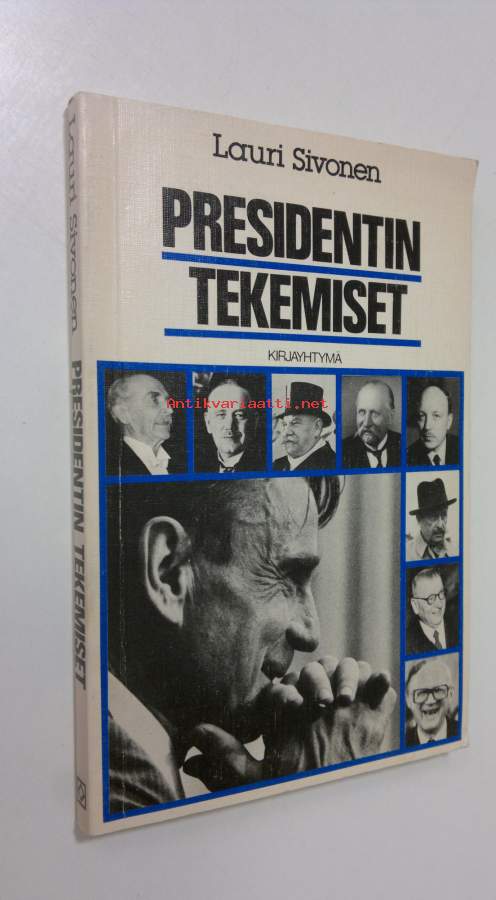 Lauri Sivonen
PRESIDENTIN
TEKEMISET
KIRJAYHTYMÄ
Antikvariaatti.net
Lauri Sivonen PRESIDENTIN TEKEMISET